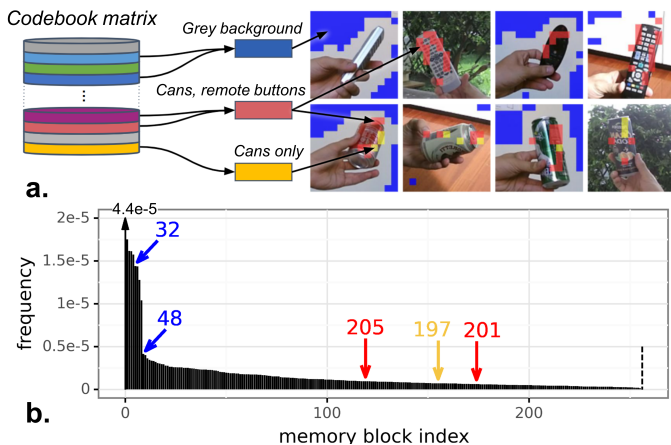 Codebook matrix
Grey background
Cans, remote buttons
Cans only
...
a.
4.4e-5
2e-5
1.5e-5
1e-5
0.5e-5
0
frequency
32
48
205
197
201
0
100
200
memory block index
b.